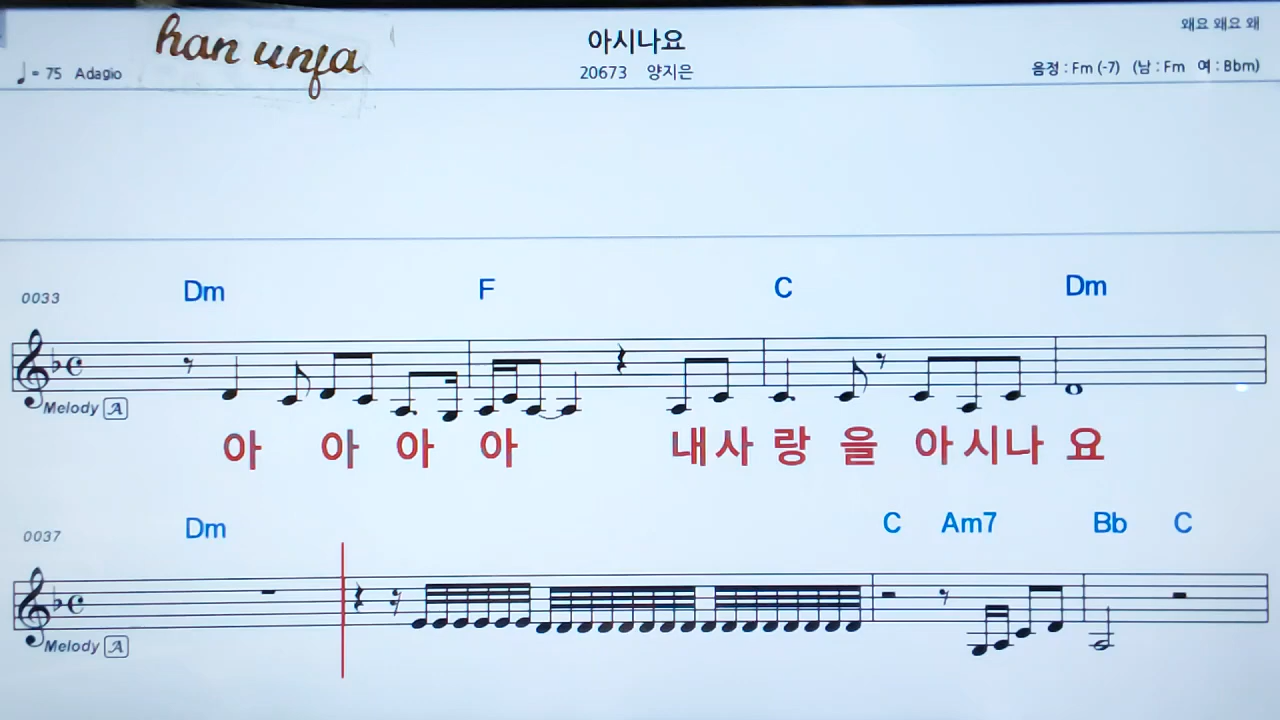 han unfa
아시나요
왜요 왜요 왜
♩= 75 Adagio
20673 양지은
음정 : Fm (-7) (남 : Fm 여 : Bbm)
0033
Dm F C Dm
Melody A
아 아 아 아 내사 랑 을 아시나 요
0037
Dm C Am7 Bb C
Melody A